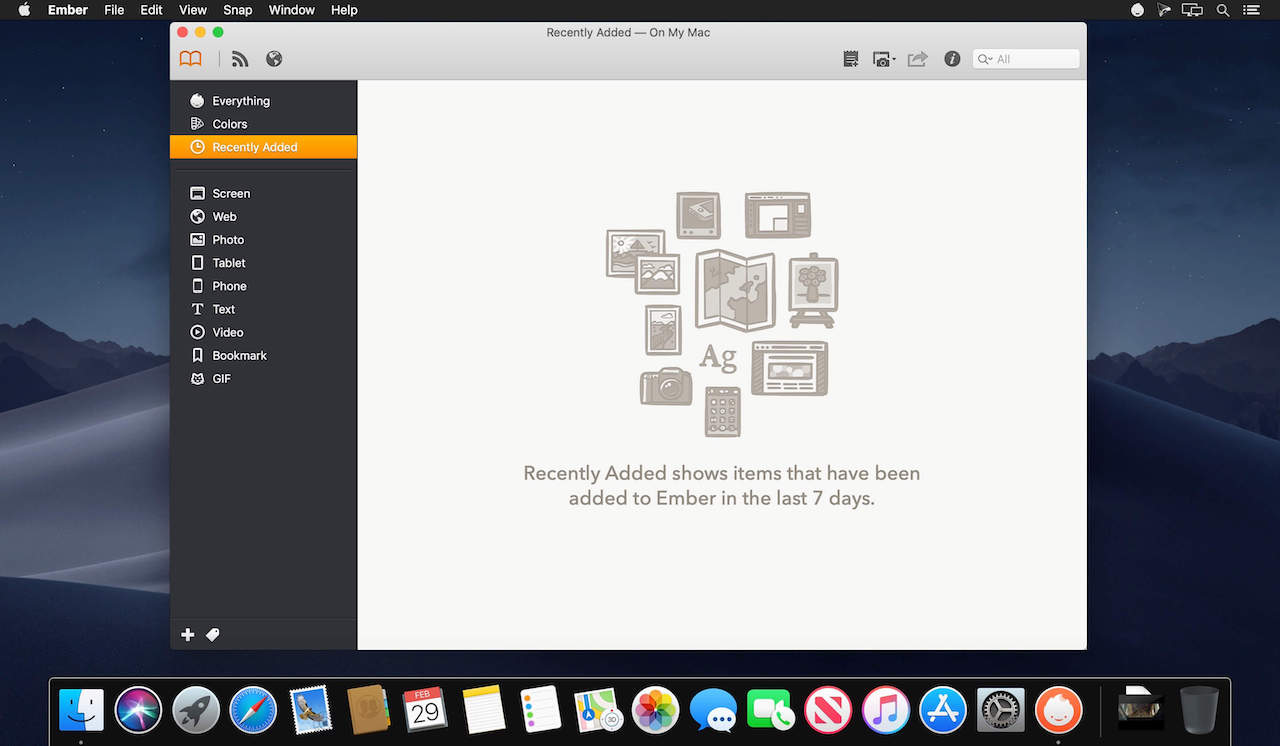 Ember File Edit View Snap Window Help
Recently Added — On My Mac
All
Everything
Colors
Recently Added
Screen
Web
Photo
Tablet
Phone
Text
Video
Bookmark
GIF
Ag
Recently Added shows items that have been
added to Ember in the last 7 days.
FEB
29
3D